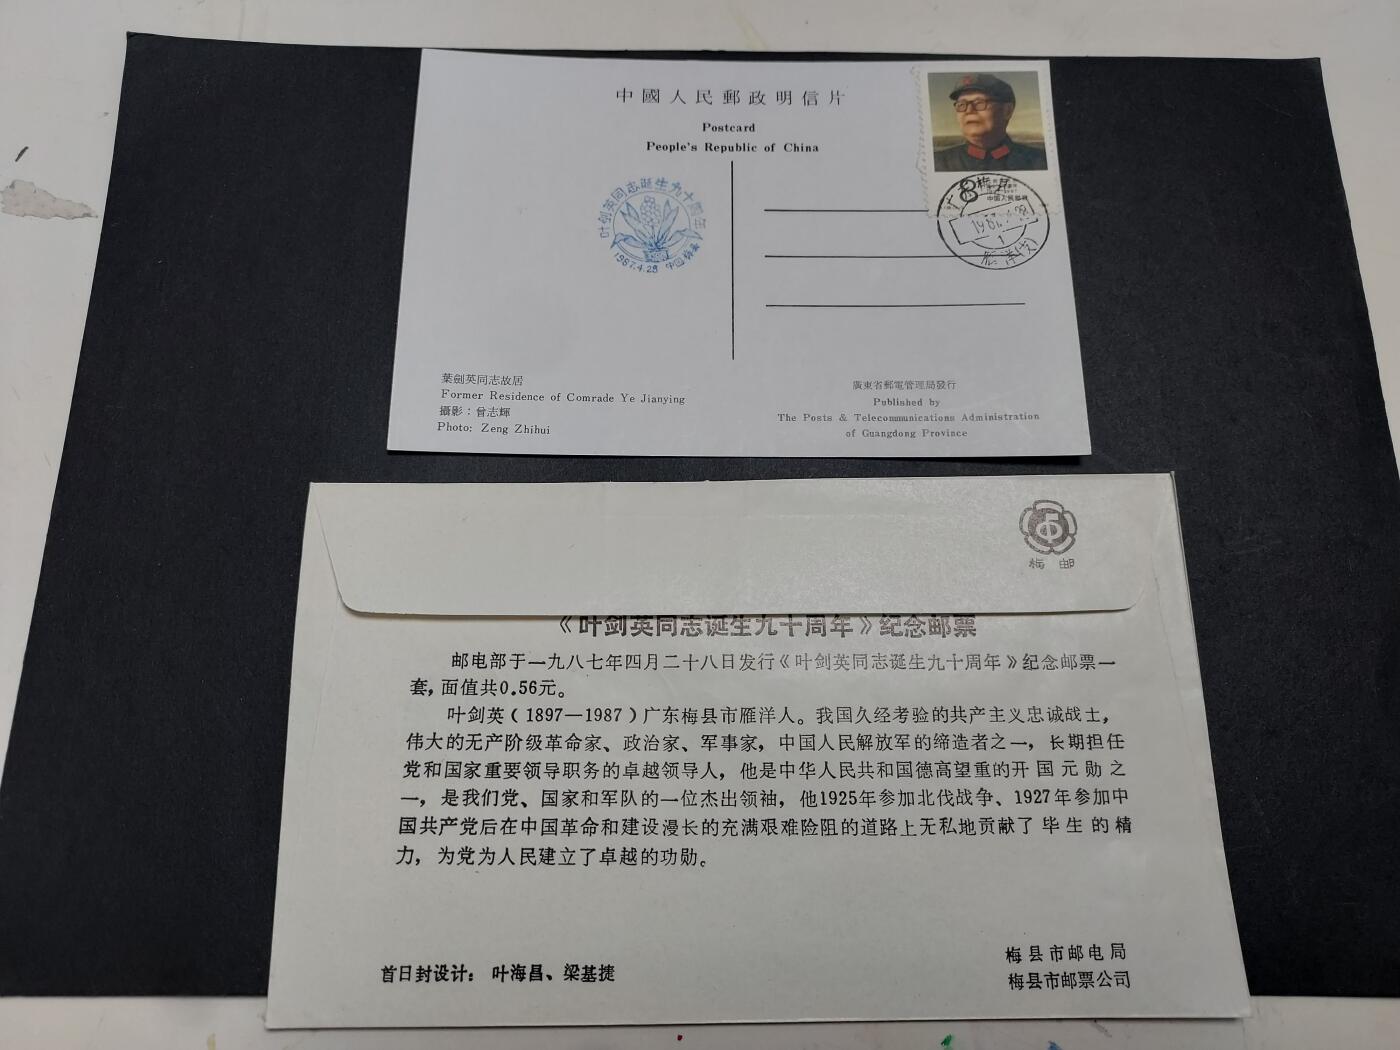 中國人民郵政明信片
Postcard
People's Republic of China
叶剑英同志诞生九十周年
1987.4.28 中国·梅县
8
中国人民邮政
广东梅县
葉劍英同志故居
Former Residence of Comrade Ye Jianying
攝影：曾志輝
Photo: Zeng Zhihui
廣東省郵電管理局發行
Published by
The Posts & Telecommunications Administration
of Guangdong Province
梅邮
《叶剑英同志诞生九十周年》纪念邮票
邮电部于一九八七年四月二十八日发行《叶剑英同志诞生九十周年》纪念邮票一
套，面值共0.56元。
叶剑英（1897—1987）广东梅县市雁洋人。我国久经考验的共产主义忠诚战士，
伟大的无产阶级革命家、政治家、军事家，中国人民解放军的缔造者之一，长期担任
党和国家重要领导职务的卓越领导人，他是中华人民共和国德高望重的开国元勋之
一，是我们党、国家和军队的一位杰出领袖，他1925年参加北伐战争、1927年参加中
国共产党后在中国革命和建设漫长的充满艰难险阻的道路上无私地贡献了毕生的精
力，为党为人民建立了卓越的功勋。
首日封设计：叶海昌、梁基捷
梅县市邮电局
梅县市邮票公司